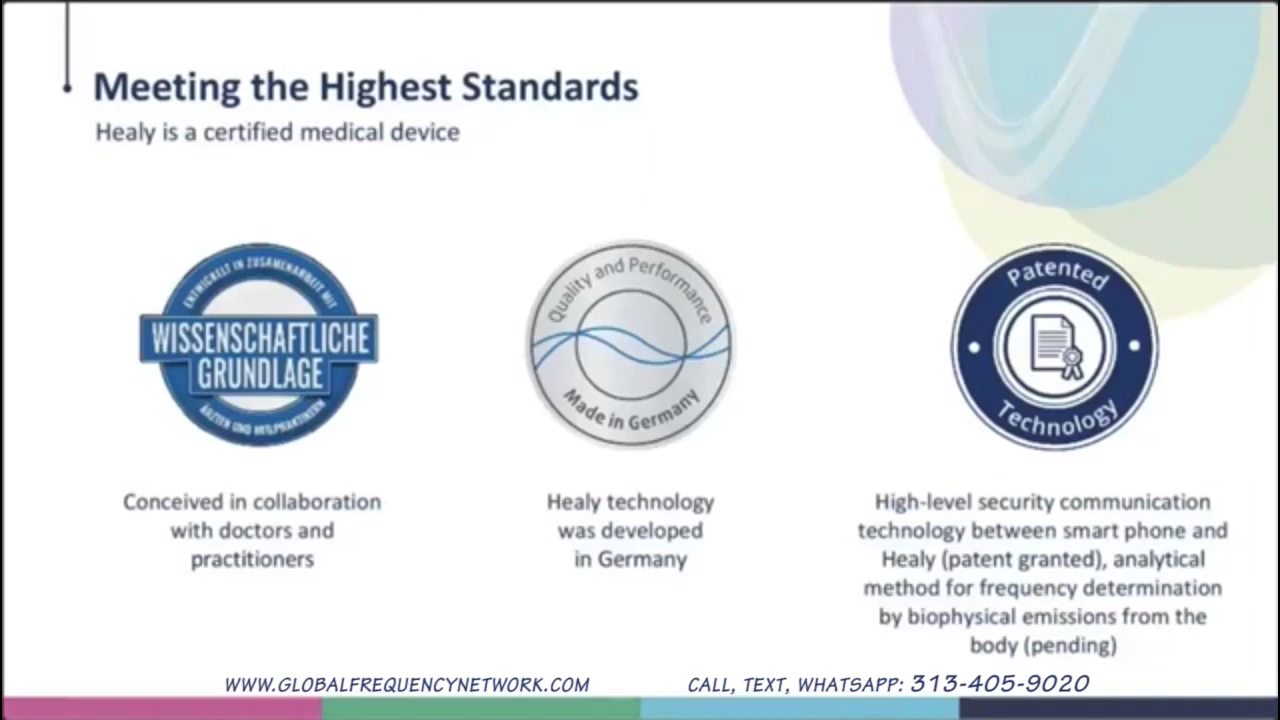 Meeting the Highest Standards
Healy is a certified medical device
ENTWICKELT IN ZUSAMMENARBEIT MIT
WISSENSCHAFTLICHE
GRUNDLAGE
ÄRZTEN UND HEILPRAKTIKERN
Quality and Performance
Made in Germany
Patented
Technology
Conceived in collaboration
with doctors and
practitioners
Healy technology
was developed
in Germany
High-level security communication
technology between smart phone and
Healy (patent granted), analytical
method for frequency determination
by biophysical emissions from the
body (pending)
WWW.GLOBALFREQUENCYNETWORK.COM
CALL, TEXT, WHATSAPP: 313-405-9020